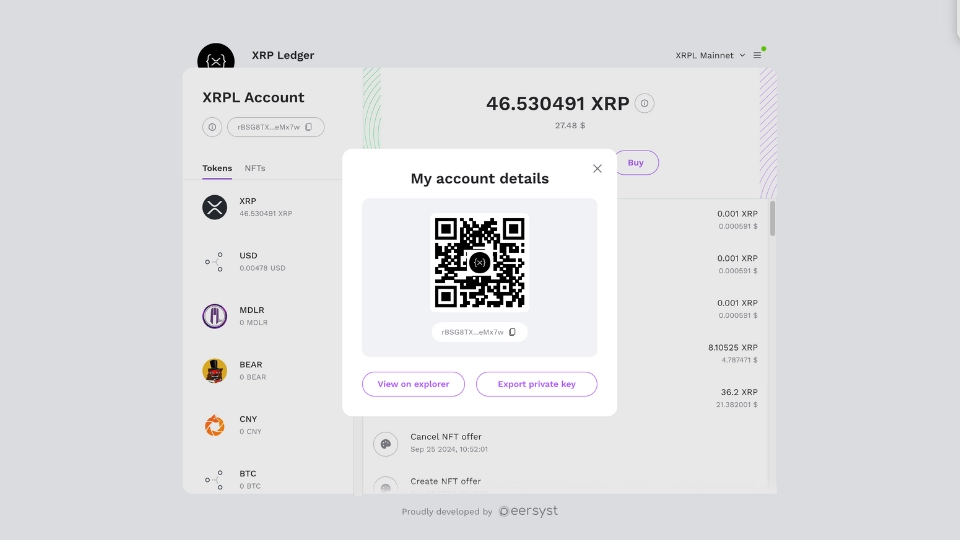 XRP Ledger
XRPL Mainnet
XRPL Account
rBSG8TX...eMx7w
Tokens
NFTs
XRP
46.530491 XRP
USD
0.00478 USD
MDLR
0 MDLR
BEAR
0 BEAR
CNY
0 CNY
BTC
0 BTC
46.530491 XRP
27.48 $
Buy
My account details
rBSG8TX...eMx7w
View on explorer
Export private key
0.001 XRP
0.000591 $
0.001 XRP
0.000591 $
0.001 XRP
0.000591 $
8.10525 XRP
4.787471 $
36.2 XRP
21.382001 $
Cancel NFT offer
Sep 25 2024, 10:52:01
Create NFT offer
Proudly developed by peersyst